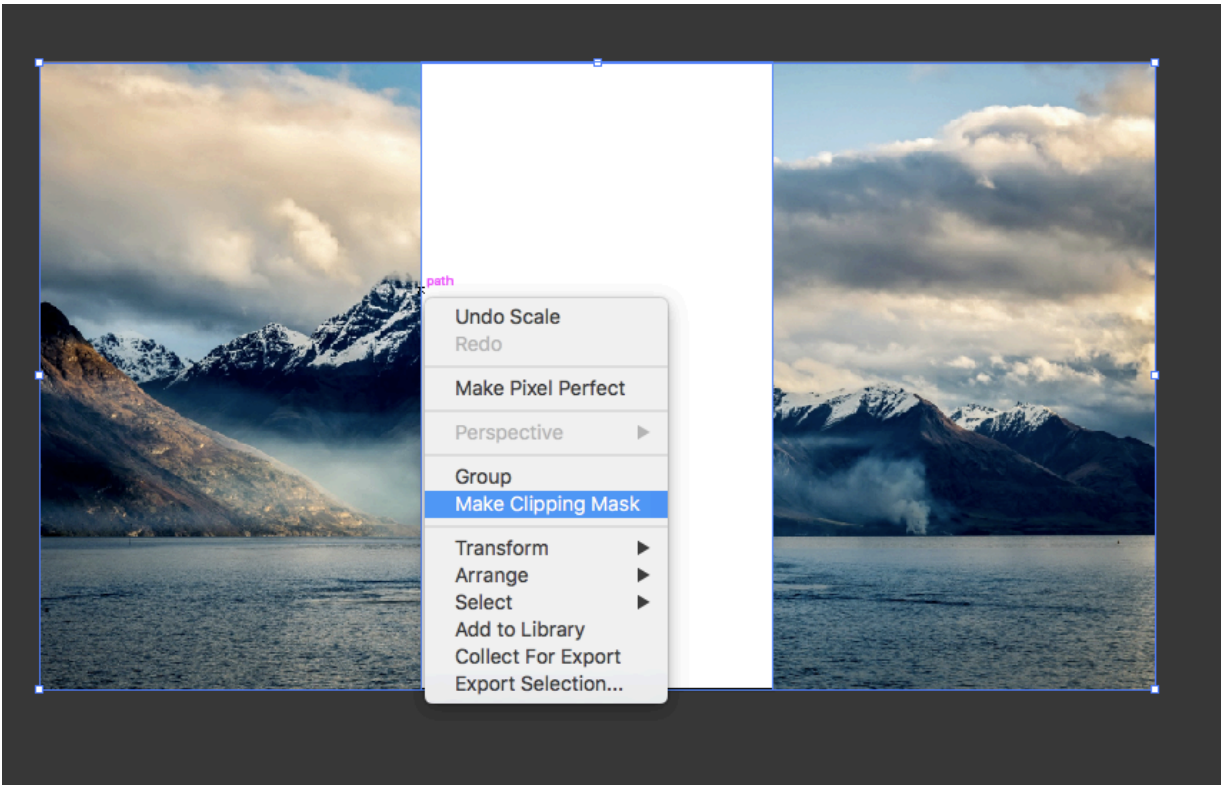 path
Undo Scale
Redo
Make Pixel Perfect
Perspective
Group
Make Clipping Mask
Transform
Arrange
Select
Add to Library
Collect For Export
Export Selection...